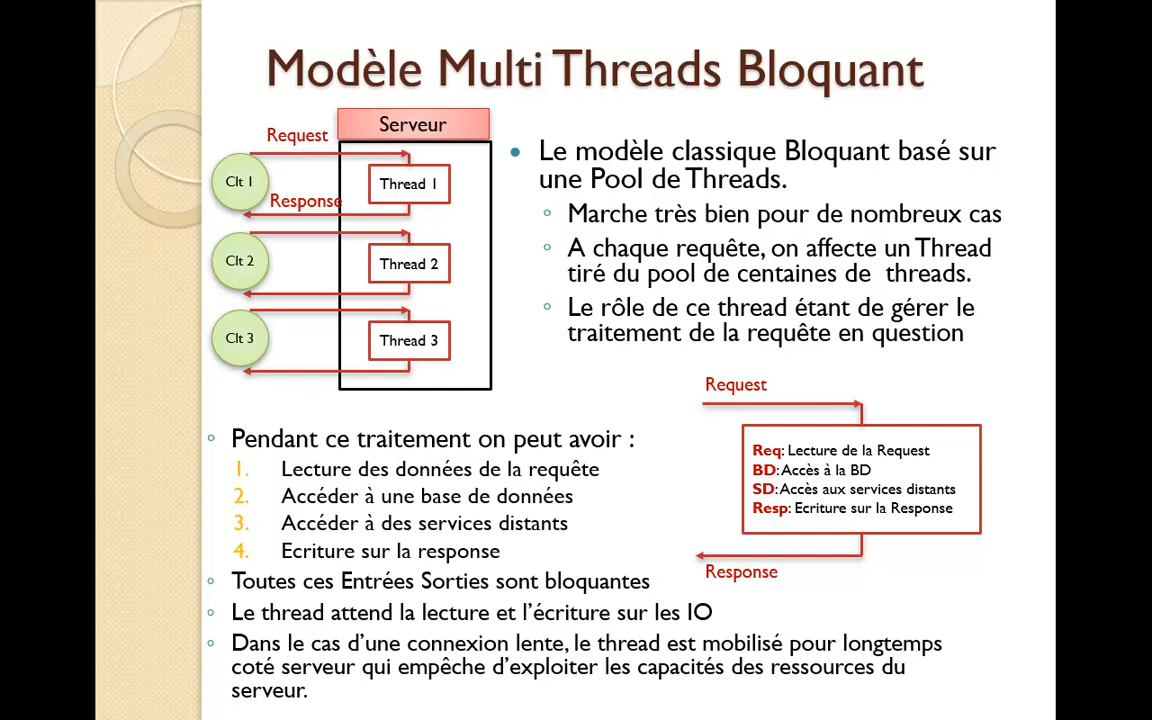 Modèle Multi Threads Bloquant
Serveur
Request
Clt 1
Thread 1
Response
Clt 2
Thread 2
Clt 3
Thread 3
Le modèle classique Bloquant basé sur
une Pool de Threads.
Marche très bien pour de nombreux cas
A chaque requête, on affecte un Thread
tiré du pool de centaines de threads.
Le rôle de ce thread étant de gérer le
traitement de la requête en question
Request
Req: Lecture de la Request
BD: Accès à la BD
SD: Accès aux services distants
Resp: Ecriture sur la Response
Response
Pendant ce traitement on peut avoir :
1. Lecture des données de la requête
2. Accéder à une base de données
3. Accéder à des services distants
4. Ecriture sur la response
Toutes ces Entrées Sorties sont bloquantes
Le thread attend la lecture et l'écriture sur les IO
Dans le cas d'une connexion lente, le thread est mobilisé pour longtemps
coté serveur qui empêche d'exploiter les capacités des ressources du
serveur.